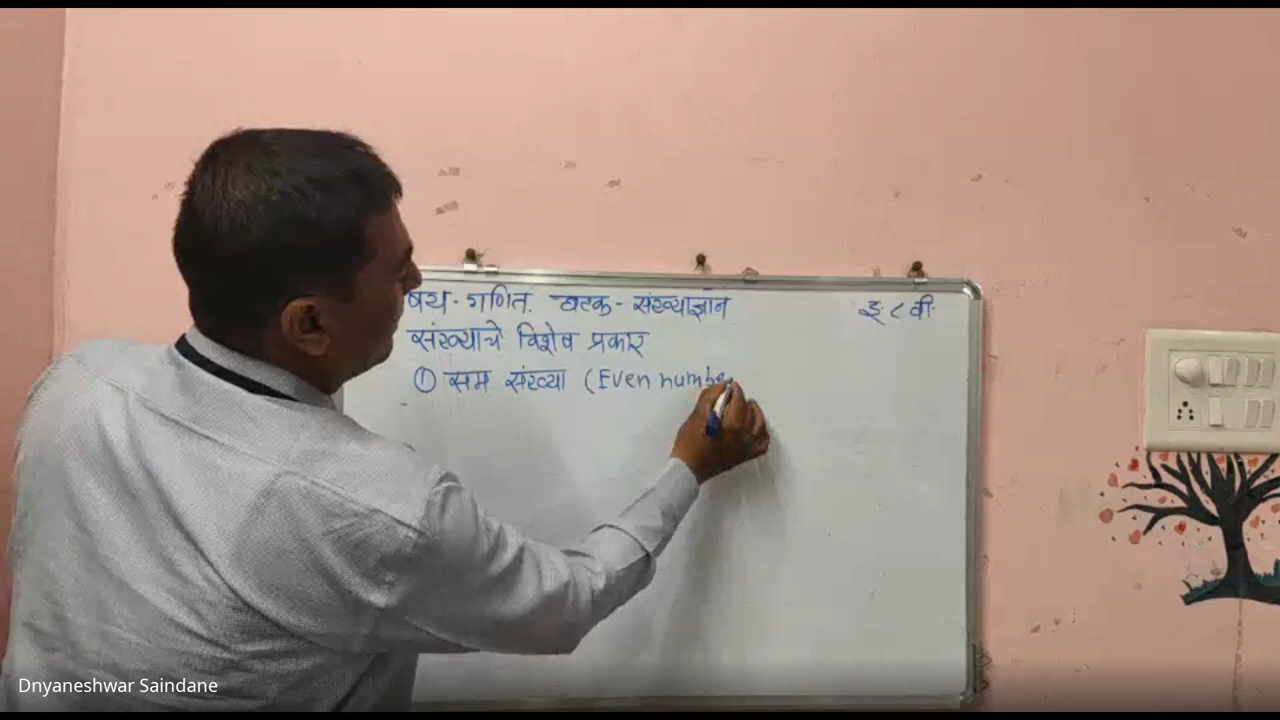 षय - गणित. घटक - संख्याज्ञान इ. ८ वी.
संख्याचे विशेष प्रकार
① सम संख्या (Even numbe
Dnyaneshwar Saindane